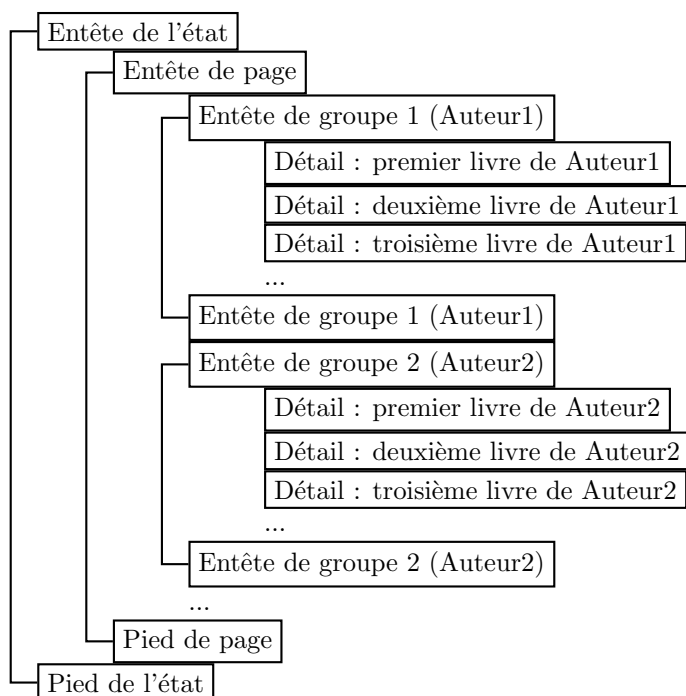 Entête de l'état
Entête de page
Entête de groupe 1 (Auteur1)
Détail : premier livre de Auteur1
Détail : deuxième livre de Auteur1
Détail : troisième livre de Auteur1
...
Entête de groupe 1 (Auteur1)
Entête de groupe 2 (Auteur2)
Détail : premier livre de Auteur2
Détail : deuxième livre de Auteur2
Détail : troisième livre de Auteur2
...
Entête de groupe 2 (Auteur2)
...
Pied de page
Pied de l'état